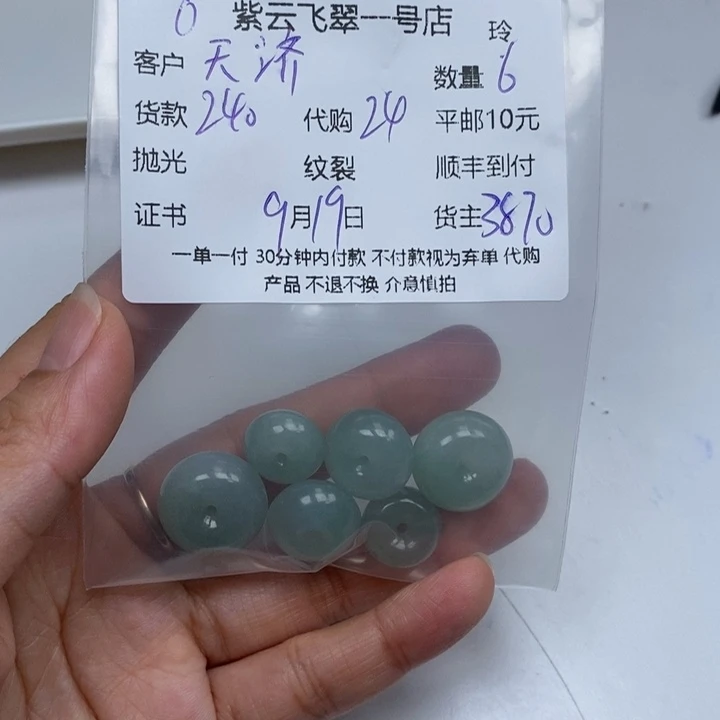 0 紫云飞翠一号店 玲
客户 天济 数量 6
货款 240 代购 24 平邮10元
抛光 纹裂 顺丰到付
证书 9月19日 货主3870
一单一付 30分钟内付款 不付款视为弃单 代购
产品 不退不换 介意慎拍